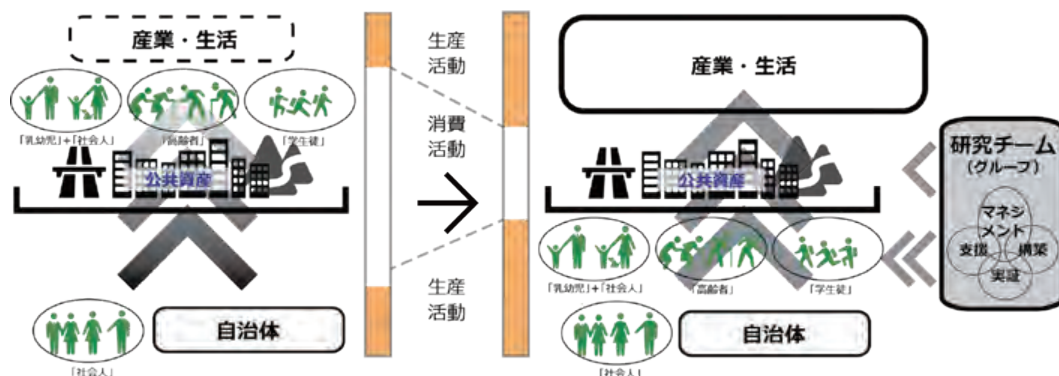 産業・生活
「乳幼児」+「社会人」
「高齢者」
「学生徒」
公共資産
「社会人」
自治体
生産
活動
消費
活動
生産
活動
産業・生活
公共資産
「乳幼児」+「社会人」
「高齢者」
「学生徒」
「社会人」
自治体
研究チーム
(グループ)
マネジ
メント
支援
構築
実証